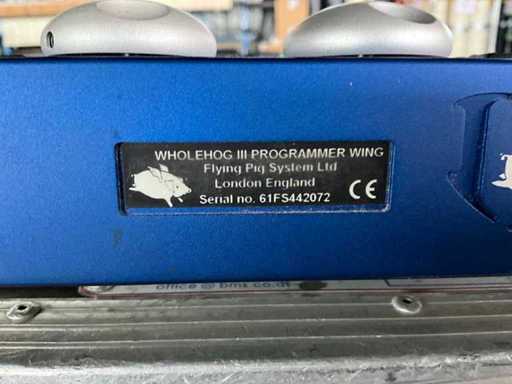 WHOLEHOG III PROGRAMMER WING
Flying Pig System Ltd
London England
Serial no. 61FS442072
CE